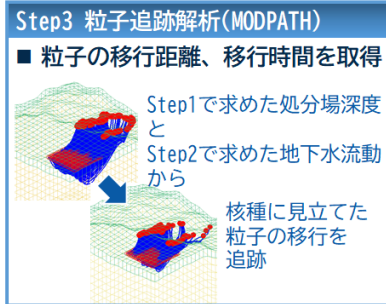 Step3 粒子追跡解析(MODPATH)
■ 粒子の移行距離、移行時間を取得
Step1で求めた処分場深度
と
Step2で求めた地下水流動
から
核種に見立てた
粒子の移行を
追跡